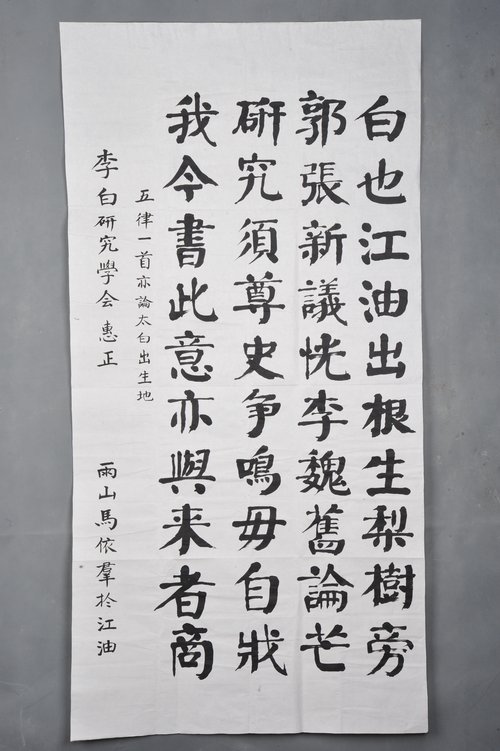 白也江油出根生梨樹旁
郭張新議恍李魏舊論芒
研究須尊史争鳴毋自戕
我今書此意亦與来者商
五律一首亦論太白出生地
李白研究學会惠正
雨山馬依羣於江油